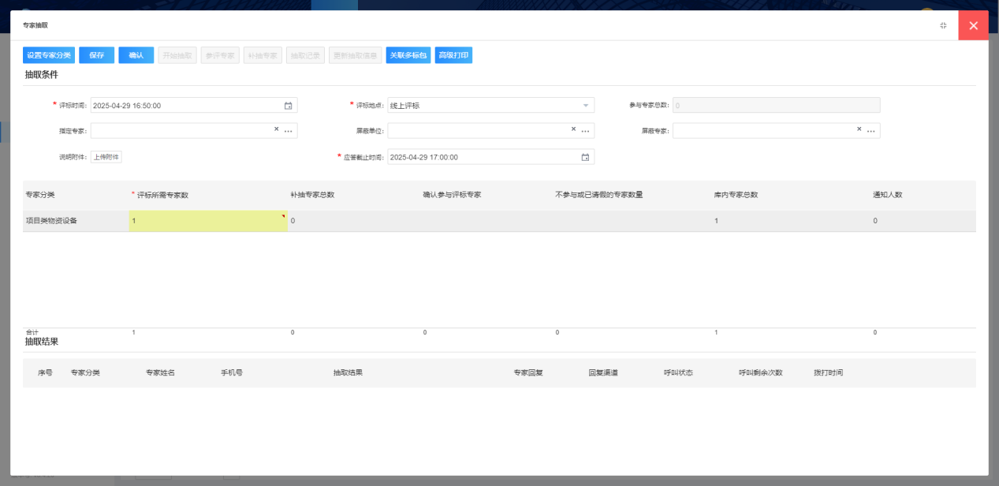 专家抽取
设置专家分类 保存 确认 开始抽取 参评专家 补抽专家 抽取记录 更新抽取信息 关联多标包 高级打印
抽取条件
* 评标时间: 2025-04-29 16:50:00 * 评标地点: 线上评标 参与专家总数: 0
指定专家: × ... 屏蔽单位: × ... 屏蔽专家: × ...
说明附件: 上传附件 * 应答截止时间: 2025-04-29 17:00:00
专家分类 * 评标所需专家数 补抽专家总数 确认参与评标专家 不参与或已请假的专家数量 库内专家总数 通知人数
项目类物资设备 1 0 1 0
合计 1 0 0 0 1 0
抽取结果
序号 专家分类 专家姓名 手机号 抽取结果 专家回复 回复渠道 呼叫状态 呼叫剩余次数 拨打时间